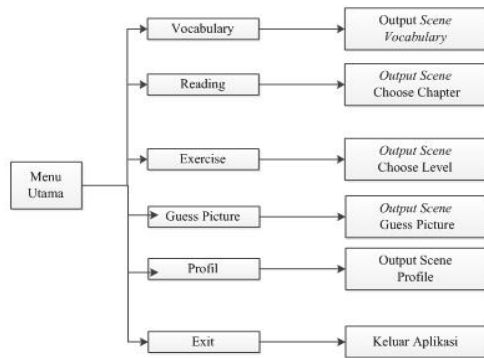 Vocabulary
Output Scene
Vocabulary
Reading
Output Scene
Choose Chapter
Exercise
Output Scene
Choose Level
Menu
Utama
Guess Picture
Output Scene
Guess Picture
Profil
Output Scene
Profile
Exit
Keluar Aplikasi